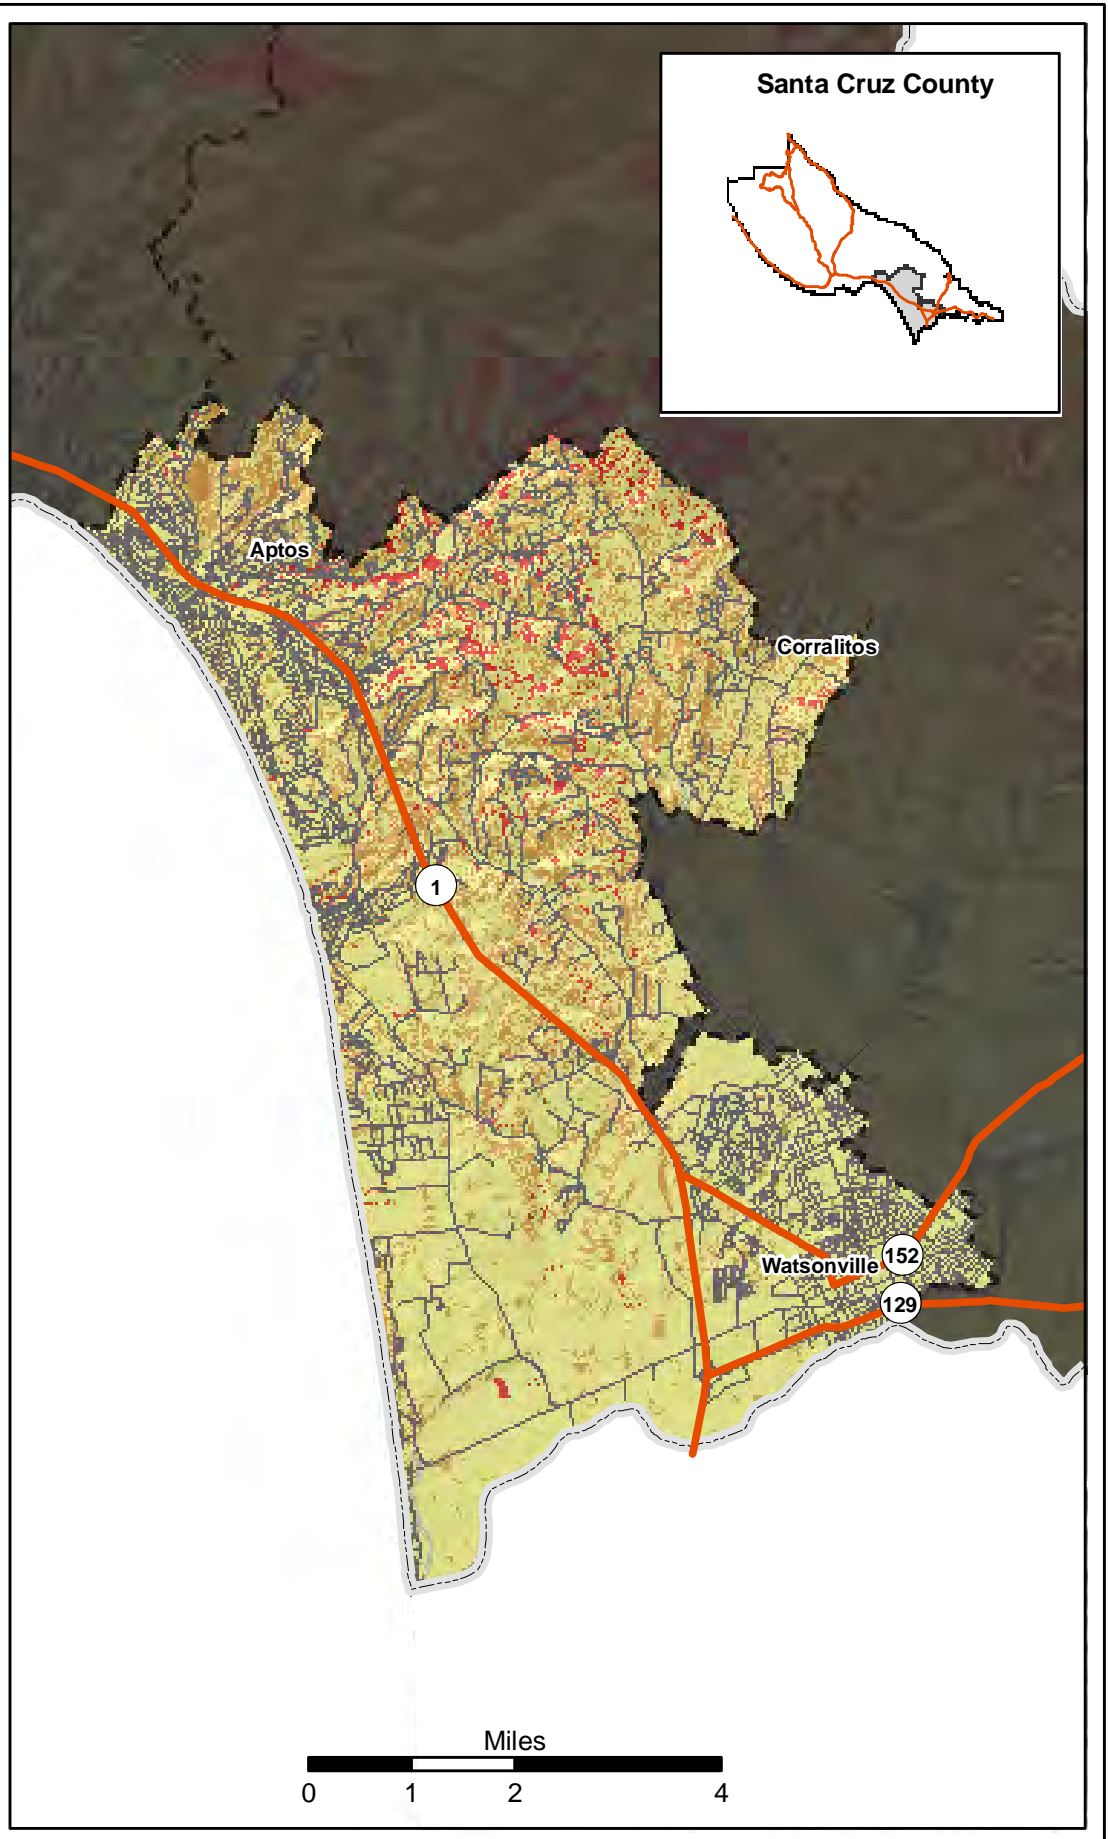 Santa Cruz County
Aptos
Corralitos
1
Watsonville
152
129
Miles
0 1 2 4